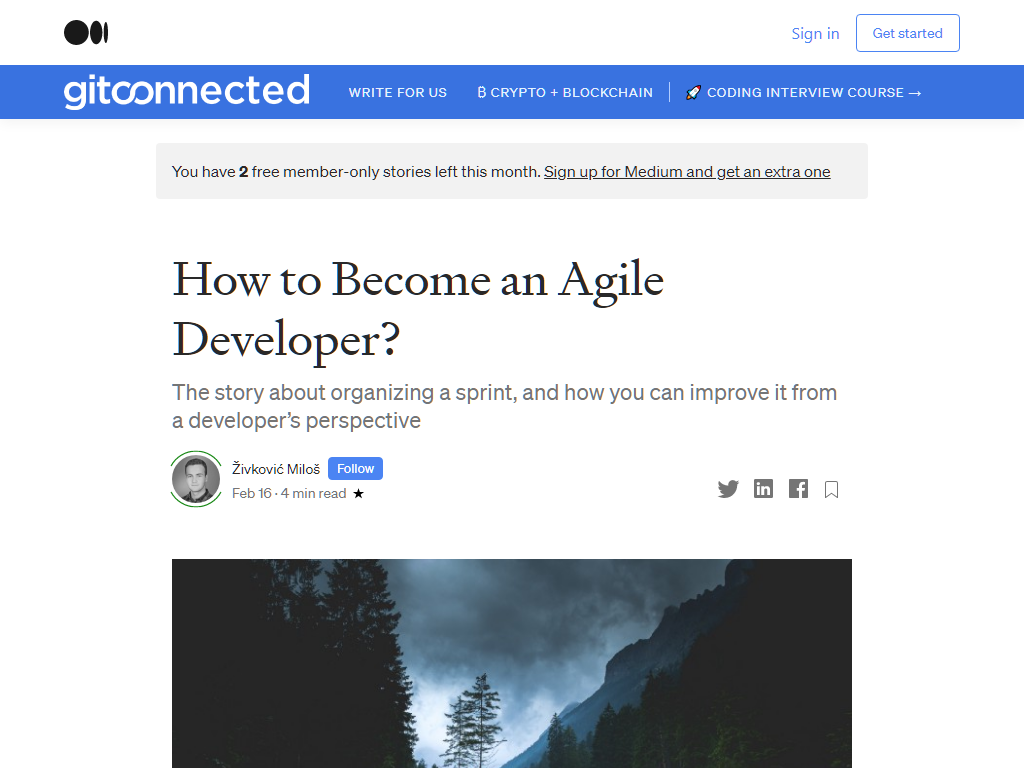 Sign in
Get started
gitconnected
WRITE FOR US
₿ CRYPTO + BLOCKCHAIN
🚀 CODING INTERVIEW COURSE →
You have 2 free member-only stories left this month. Sign up for Medium and get an extra one
How to Become an Agile
Developer?
The story about organizing a sprint, and how you can improve it from
a developer’s perspective
Živković Miloš
Follow
Feb 16 · 4 min read ★